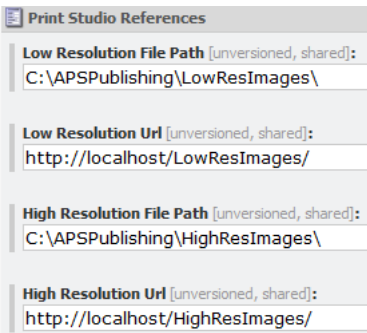 Print Studio References
Low Resolution File Path [unversioned, shared]:
C:\APSPublishing\LowResImages\
Low Resolution Url [unversioned, shared]:
http://localhost/LowResImages/
High Resolution File Path [unversioned, shared]:
C:\APSPublishing\HighResImages\
High Resolution Url [unversioned, shared]:
http://localhost/HighResImages/